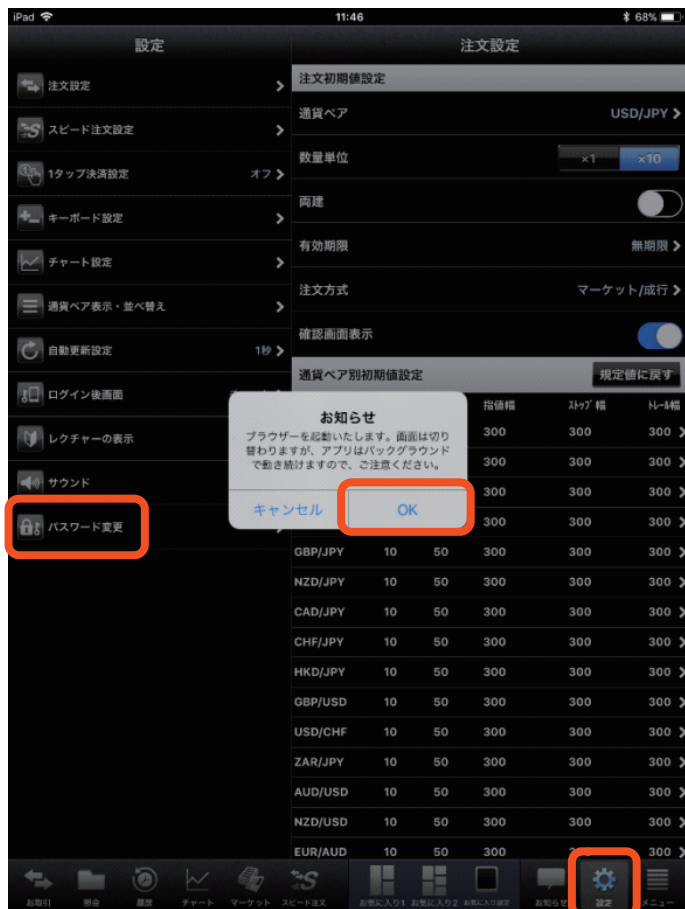 iPad 11:46 68%
設定
注文設定
スピード注文設定
1タップ決済設定 オフ
キーボード設定
チャート設定
通貨ペア表示・並べ替え
自動更新設定 1秒
ログイン後画面
レクチャーの表示
サウンド
パスワード変更
注文設定
注文初期値設定
通貨ペア USD/JPY
数量単位 ×1 ×10
両建
有効期限 無期限
注文方式 マーケット/成行
確認画面表示
通貨ペア別初期値設定 規定値に戻す
指値幅 ストップ幅 トレール幅
300 300 300
300 300 300
300 300 300
300 300 300
GBP/JPY 10 50 300 300 300
NZD/JPY 10 50 300 300 300
CAD/JPY 10 50 300 300 300
CHF/JPY 10 50 300 300 300
HKD/JPY 10 50 300 300 300
GBP/USD 10 50 300 300 300
USD/CHF 10 50 300 300 300
ZAR/JPY 10 50 300 300 300
AUD/USD 10 50 300 300 300
NZD/USD 10 50 300 300 300
EUR/AUD 10 50 300 300 300
お知らせ
ブラウザーを起動いたします。画面は切り
替わりますが、アプリはバックグラウンド
で動き続けますので、ご注意ください。
キャンセル OK
お取引 照会 履歴 チャート マーケット スピード注文 お気に入り1 お気に入り2 お気に入り設定 お知らせ 設定 メニュー